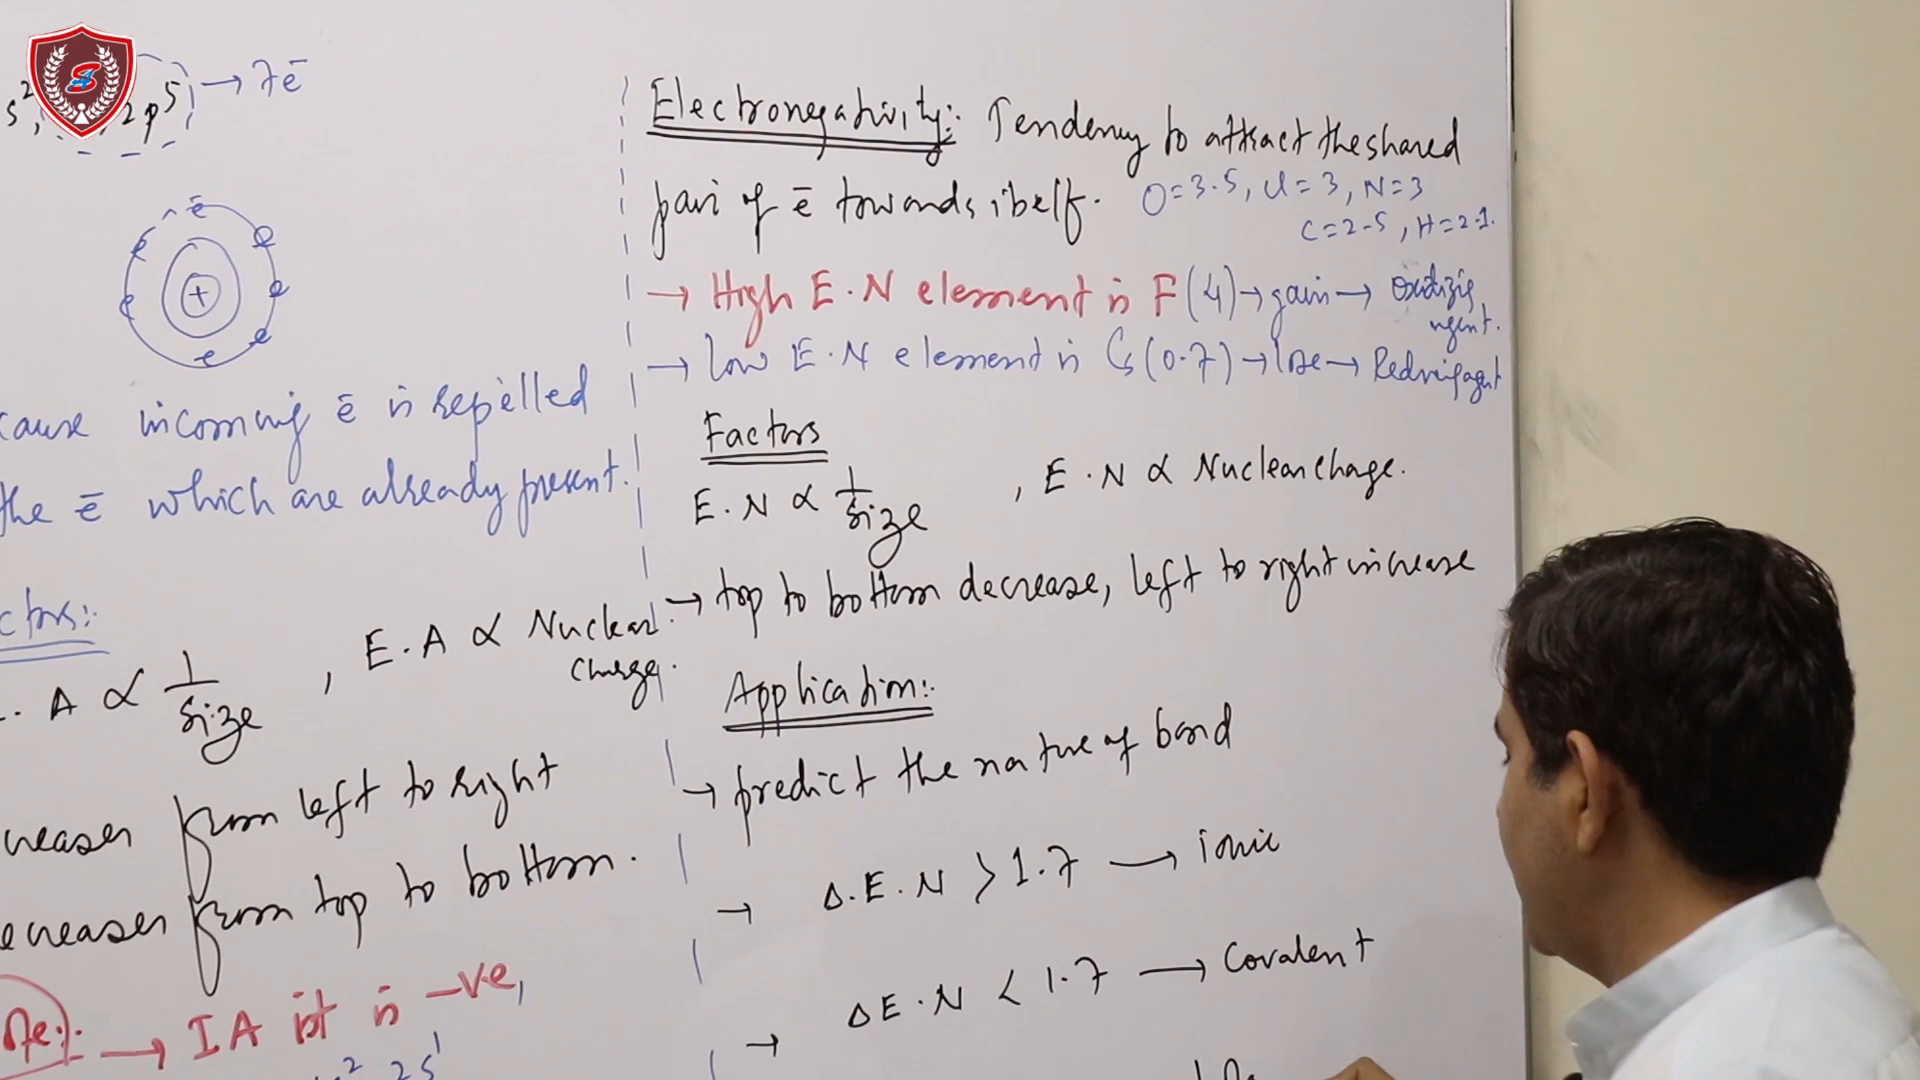 s², 2p⁵ → 7ē
ē
e e
e + e
e e
cause incoming ē is repelled
the ē which are already present.
ctors:-
A ∝ 1/size , E.A ∝ Nuclear
charge.
creases from left to right
ecreases from top to bottom.
→ IA ist is -ve,
2s¹
Electronegativity:- Tendency to attract the shared
pair of ē towards itself. O=3.5, Cl=3, N=3
C=2.5, H=2.1.
→ High E.N element is F(4) → gain → Oxidizing
agent.
→ low E.N element is Cs(0.7) → lose → Reducing agent
Factors
E.N ∝ 1/size , E.N ∝ Nuclear charge.
→ top to bottom decrease, left to right increase
Application:-
→ predict the nature of bond
→ Δ.E.N > 1.7 → ionic
→ ΔE.N < 1.7 → Covalent